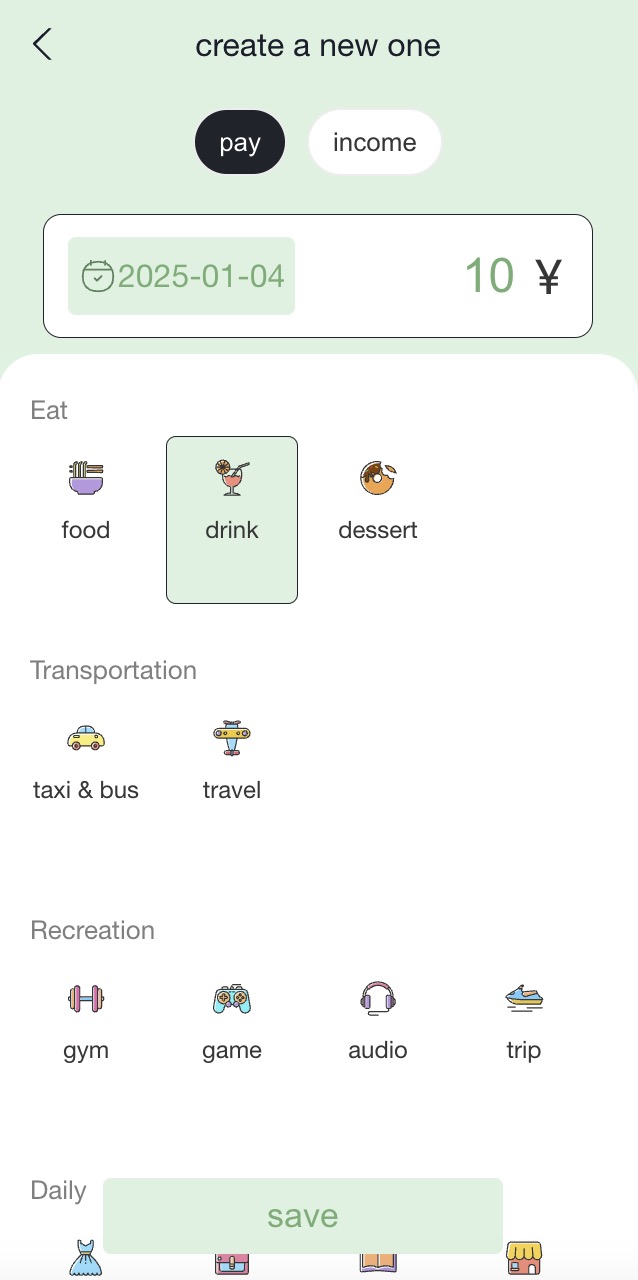 create a new one
pay income
2025-01-04 10 ¥
Eat
food drink dessert
Transportation
taxi & bus travel
Recreation
gym game audio trip
Daily
save